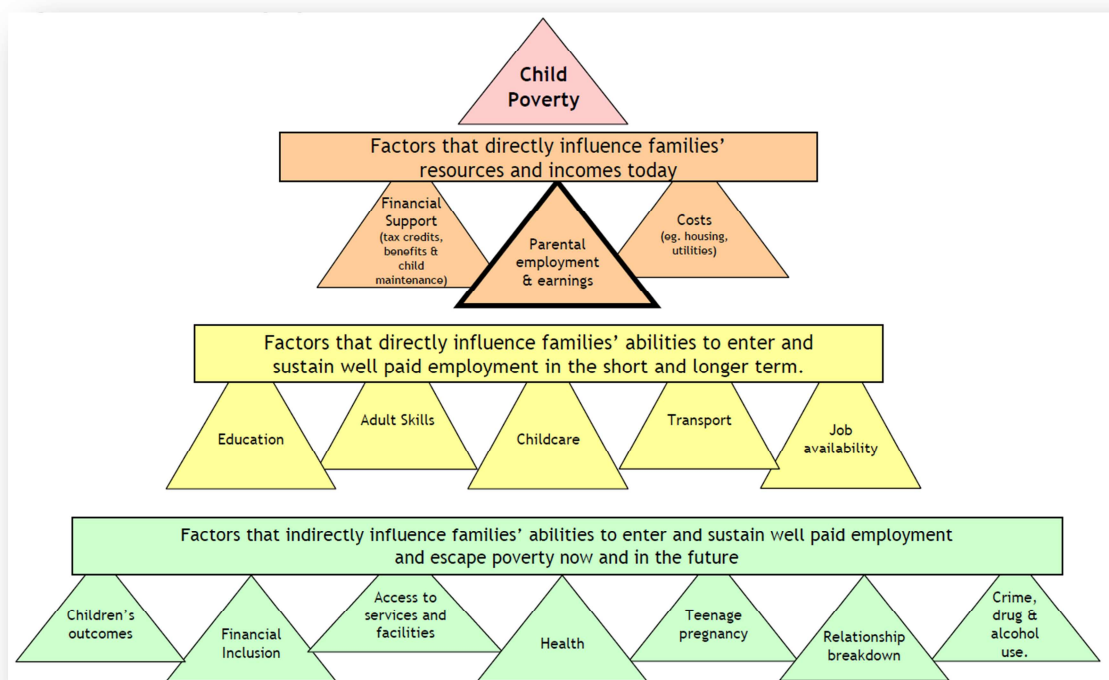 Child
Poverty
Factors that directly influence families’
resources and incomes today
Financial
Support
(tax credits,
benefits &
child
maintenance)
Parental
employment
& earnings
Costs
(eg. housing,
utilities)
Factors that directly influence families’ abilities to enter and
sustain well paid employment in the short and longer term.
Education
Adult Skills
Childcare
Transport
Job
availability
Factors that indirectly influence families’ abilities to enter and sustain well paid employment
and escape poverty now and in the future
Children’s
outcomes
Financial
Inclusion
Access to
services and
facilities
Health
Teenage
pregnancy
Relationship
breakdown
Crime,
drug &
alcohol
use.